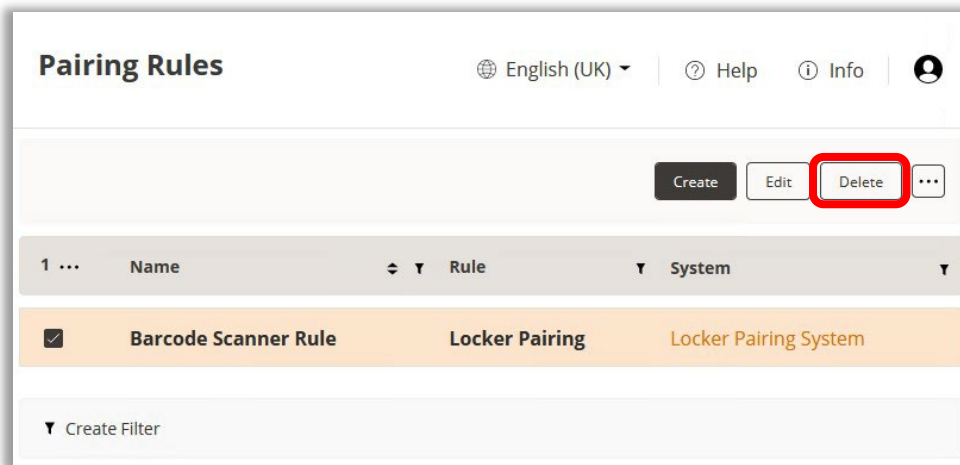 Pairing Rules English (UK) Help Info
Create Edit Delete ...
1 ... Name Rule System
Barcode Scanner Rule Locker Pairing Locker Pairing System
Create Filter